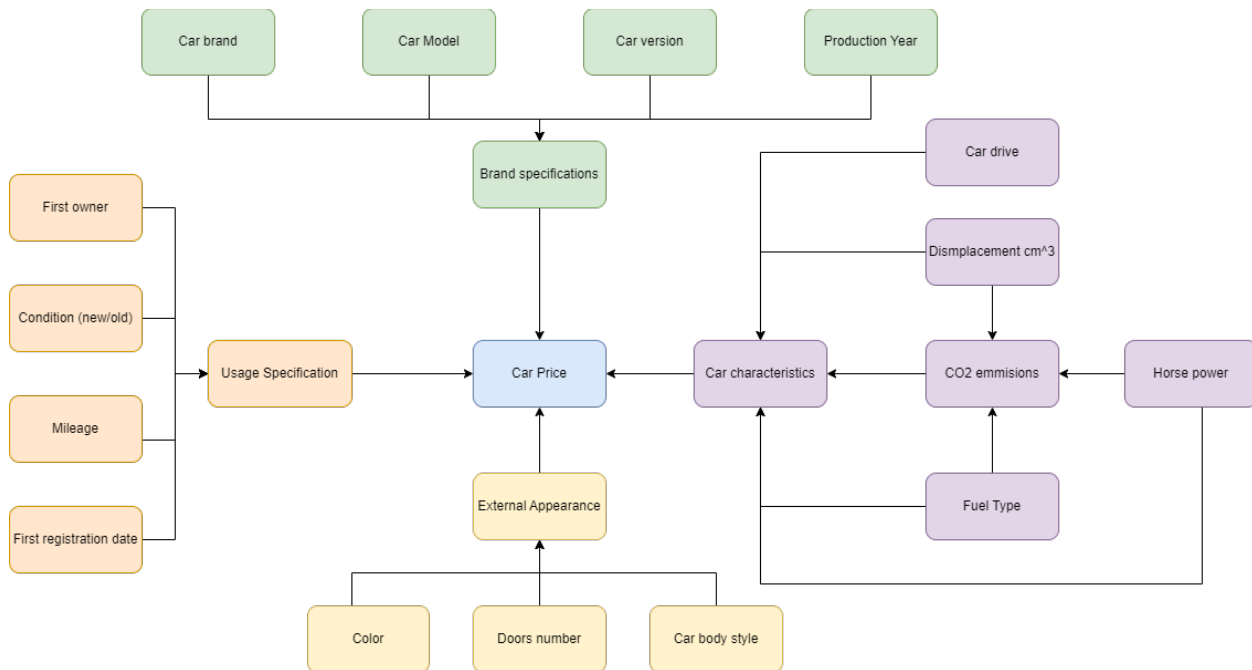 Car brand
Car Model
Car version
Production Year
Brand specifications
Car drive
First owner
Dismplacement cm^3
Condition (new/old)
Usage Specification
Car Price
Car characteristics
CO2 emmisions
Horse power
Mileage
External Appearance
Fuel Type
First registration date
Color
Doors number
Car body style